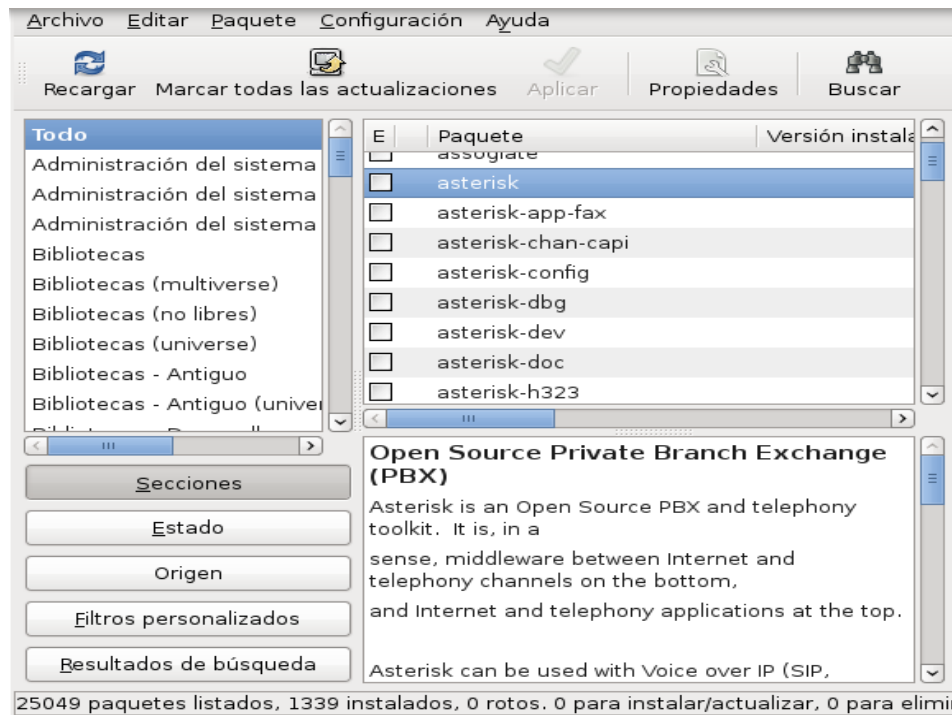 Archivo Editar Paquete Configuración Ayuda
Recargar Marcar todas las actualizaciones Aplicar Propiedades Buscar
Todo
Administración del sistema
Administración del sistema
Administración del sistema
Bibliotecas
Bibliotecas (multiverse)
Bibliotecas (no libres)
Bibliotecas (universe)
Bibliotecas - Antiguo
Bibliotecas - Antiguo (univer
Secciones
Estado
Origen
Filtros personalizados
Resultados de búsqueda
E Paquete Versión instala
assogiate
asterisk
asterisk-app-fax
asterisk-chan-capi
asterisk-config
asterisk-dbg
asterisk-dev
asterisk-doc
asterisk-h323
Open Source Private Branch Exchange
(PBX)
Asterisk is an Open Source PBX and telephony
toolkit. It is, in a
sense, middleware between Internet and
telephony channels on the bottom,
and Internet and telephony applications at the top.
Asterisk can be used with Voice over IP (SIP,
25049 paquetes listados, 1339 instalados, 0 rotos. 0 para instalar/actualizar, 0 para elimi